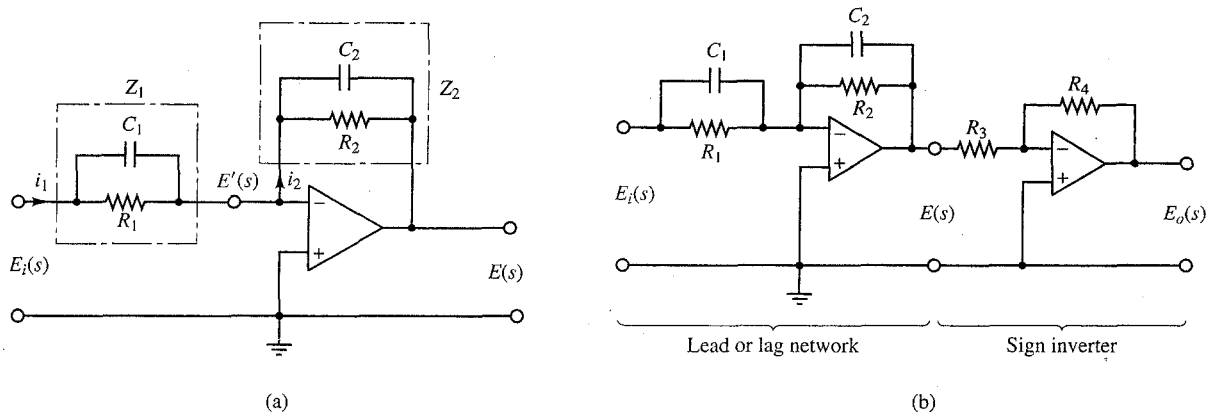 C₂
Z₂
R₂
Z₁
C₁
i₁
R₁
E′(s)
i₂
−
+
Eᵢ(s)
E(s)
(a)
C₂
C₁
R₂
R₁
−
+
R₄
R₃
−
+
Eᵢ(s)
E(s)
Eₒ(s)
Lead or lag network
Sign inverter
(b)